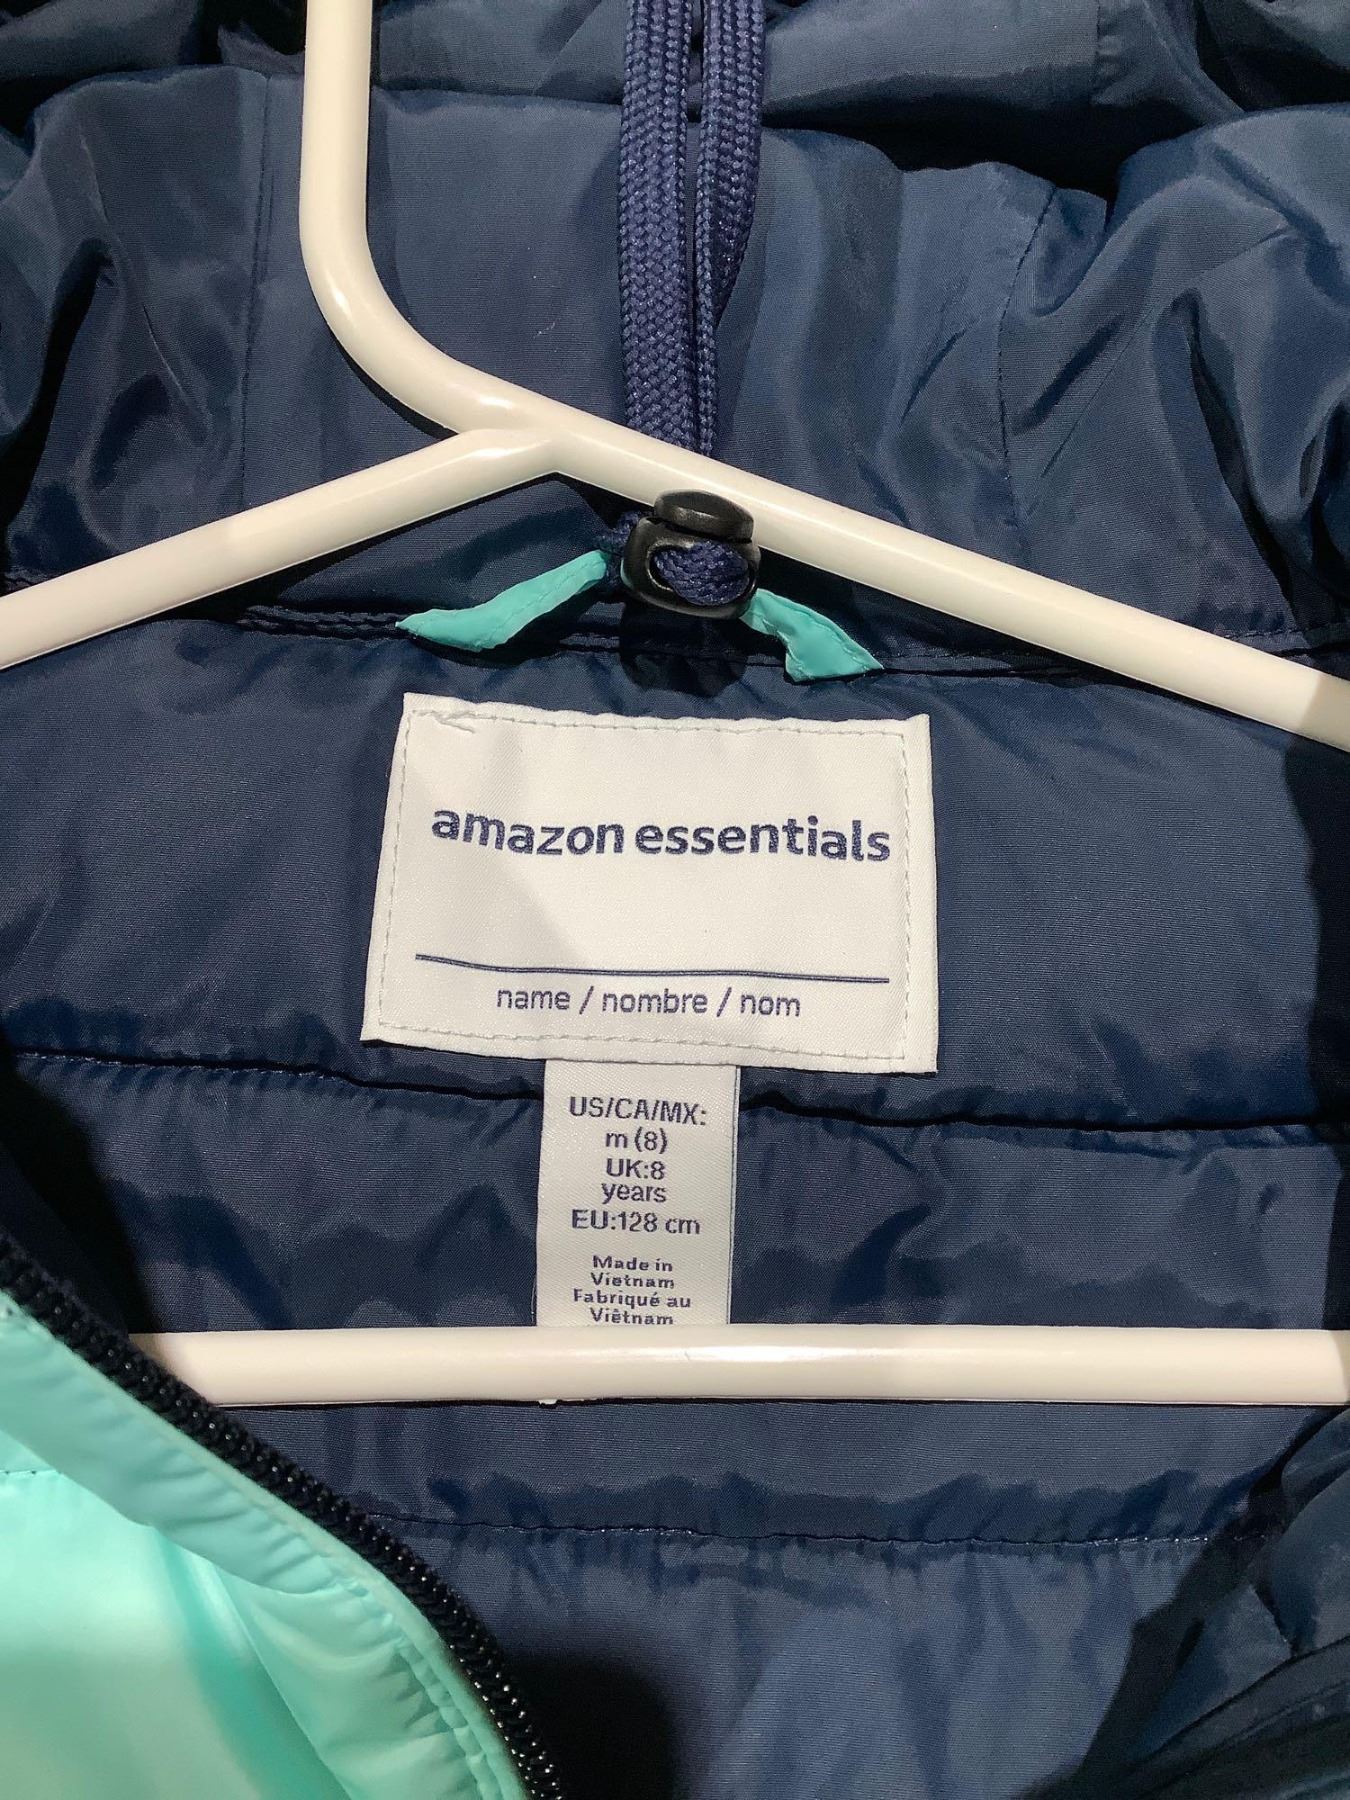 amazon essentials
name / nombre / nom
US/CA/MX:
m (8)
UK:8
years
EU:128 cm
Made in
Vietnam
Fabriqué au
Viêtnam